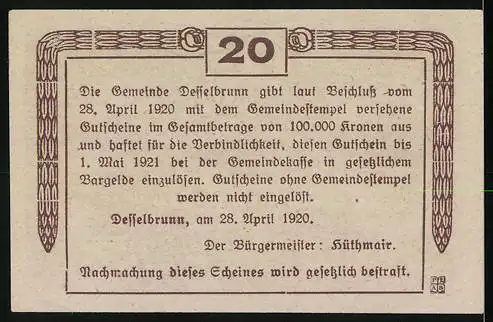 20
Die Gemeinde Desselbrunn gibt laut Beschluß vom
28. April 1920 mit dem Gemeindestempel versehene
Gutscheine im Gesamtbetrage von 100.000 Kronen aus
und haftet für die Verbindlichkeit, diesen Gutschein bis
1. Mai 1921 bei der Gemeindekasse in gesetzlichem
Bargelde einzulösen. Gutscheine ohne Gemeindestempel
werden nicht eingelöst.
Desselbrunn, am 28. April 1920.
Der Bürgermeister: Hüthmair.
Nachmachung dieses Scheines wird gesetzlich bestraft.